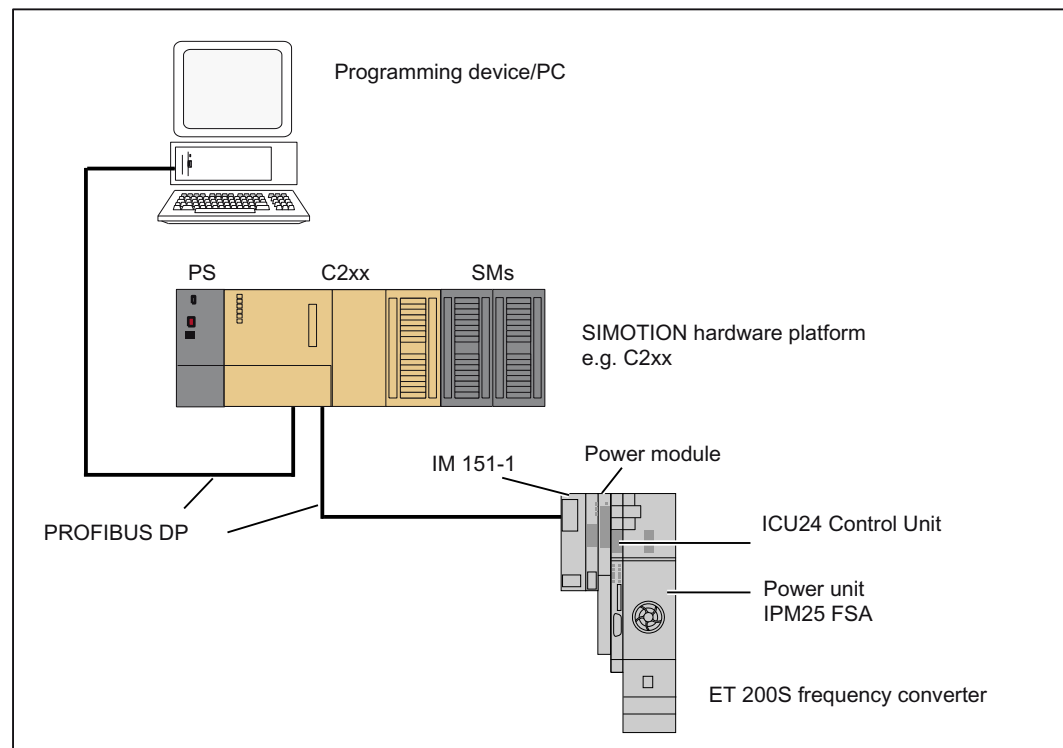 Programming device/PC
PS
C2xx
SMs
SIMOTION hardware platform
e.g. C2xx
IM 151-1
Power module
PROFIBUS DP
ICU24 Control Unit
Power unit
IPM25 FSA
ET 200S frequency converter